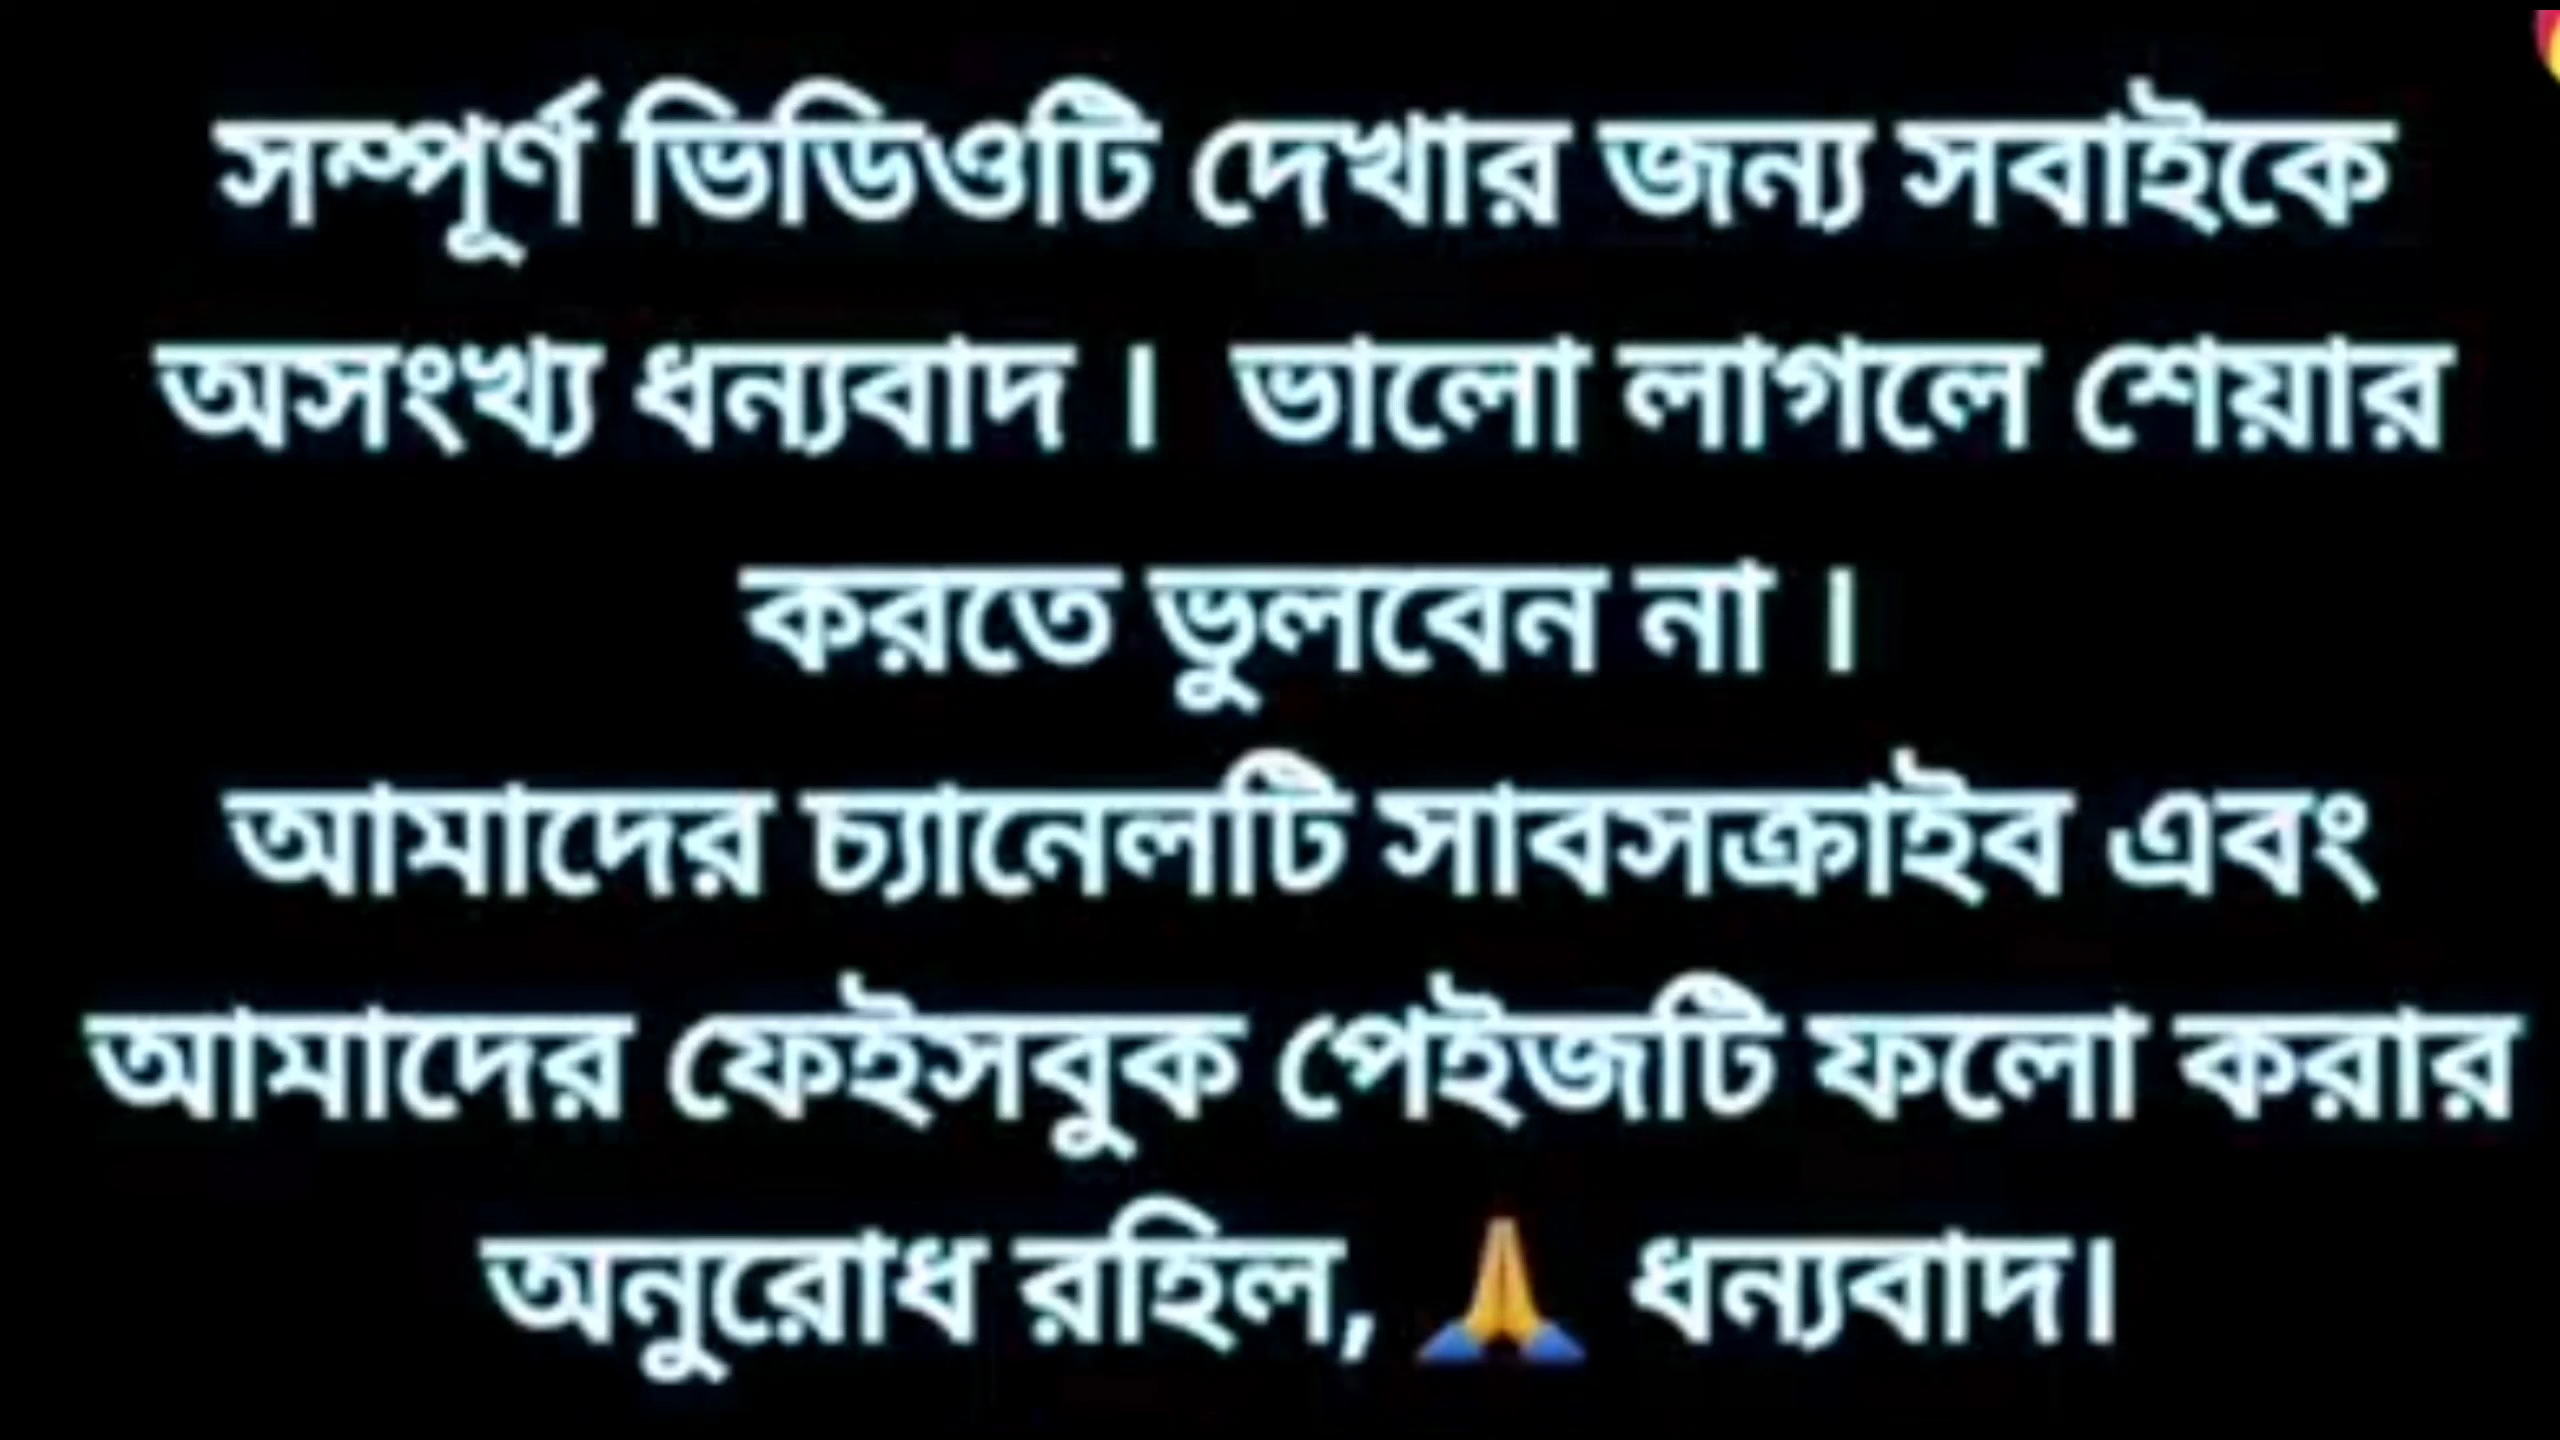 সম্পূর্ণ ভিডিওটি দেখার জন্য সবাইকে
অসংখ্য ধন্যবাদ । ভালো লাগলে শেয়ার
করতে ভুলবেন না ।
আমাদের চ্যানেলটি সাবসক্রাইব এবং
আমাদের ফেইসবুক পেইজটি ফলো করার
অনুরোধ রহিল, 🙏 ধন্যবাদ।